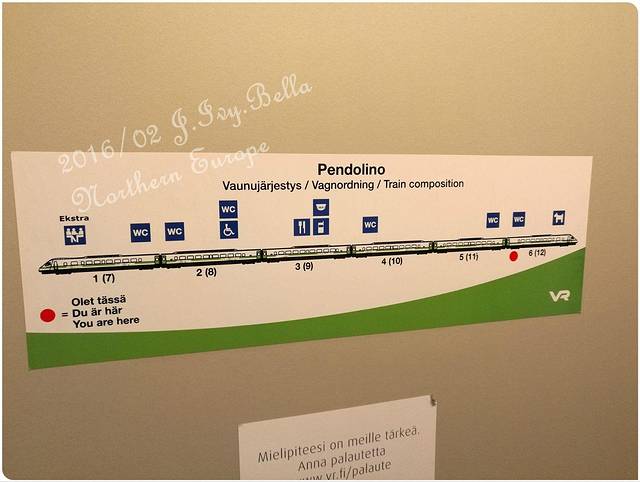 2016/02 J.Ivy.Bella
Northern Europe
Pendolino
Vaunujärjestys / Vagnordning / Train composition
Ekstra
WC
WC
WC
WC
WC
WC
1 (7)
2 (8)
3 (9)
4 (10)
5 (11)
6 (12)
Olet tässä
= Du är här
You are here
VR
Mielipiteesi on meille tärkeä.
Anna palautetta
www.vr.fi/palaute